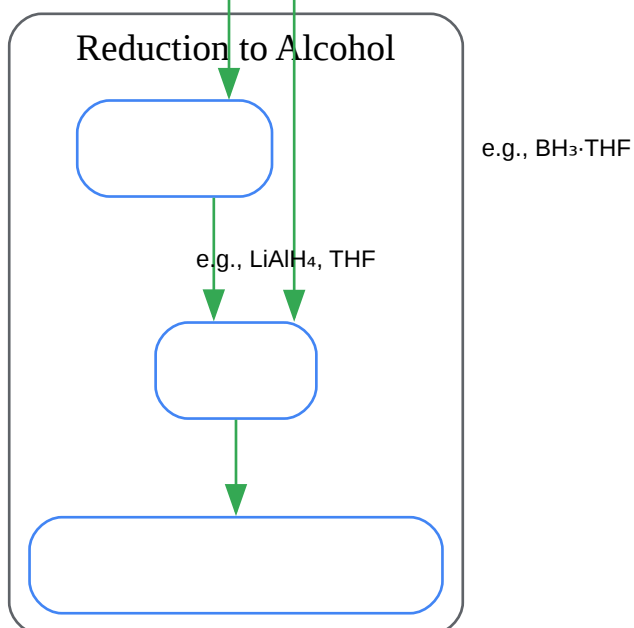 Reduction to Alcohol
e.g., BH₃·THF
e.g., LiAlH₄, THF